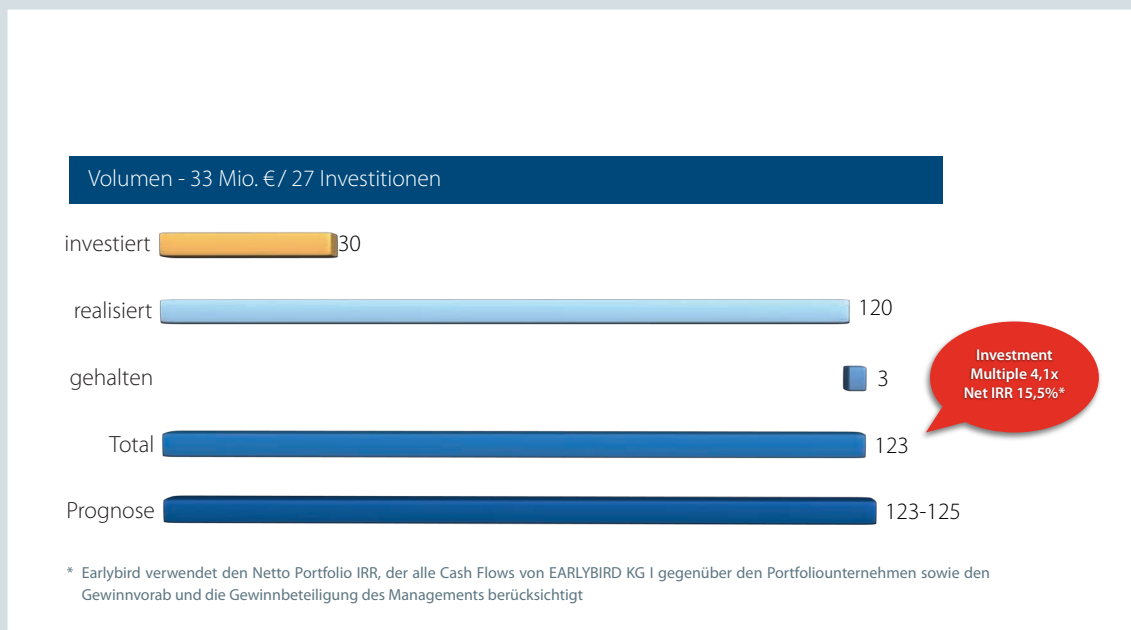 Volumen - 33 Mio. € / 27 Investitionen
investiert 30
realisiert 120
gehalten 3
Investment
Multiple 4,1x
Net IRR 15,5%*
Total 123
Prognose 123-125
* Earlybird verwendet den Netto Portfolio IRR, der alle Cash Flows von EARLYBIRD KG I gegenüber den Portfoliounternehmen sowie den
Gewinnvorab und die Gewinnbeteiligung des Managements berücksichtigt